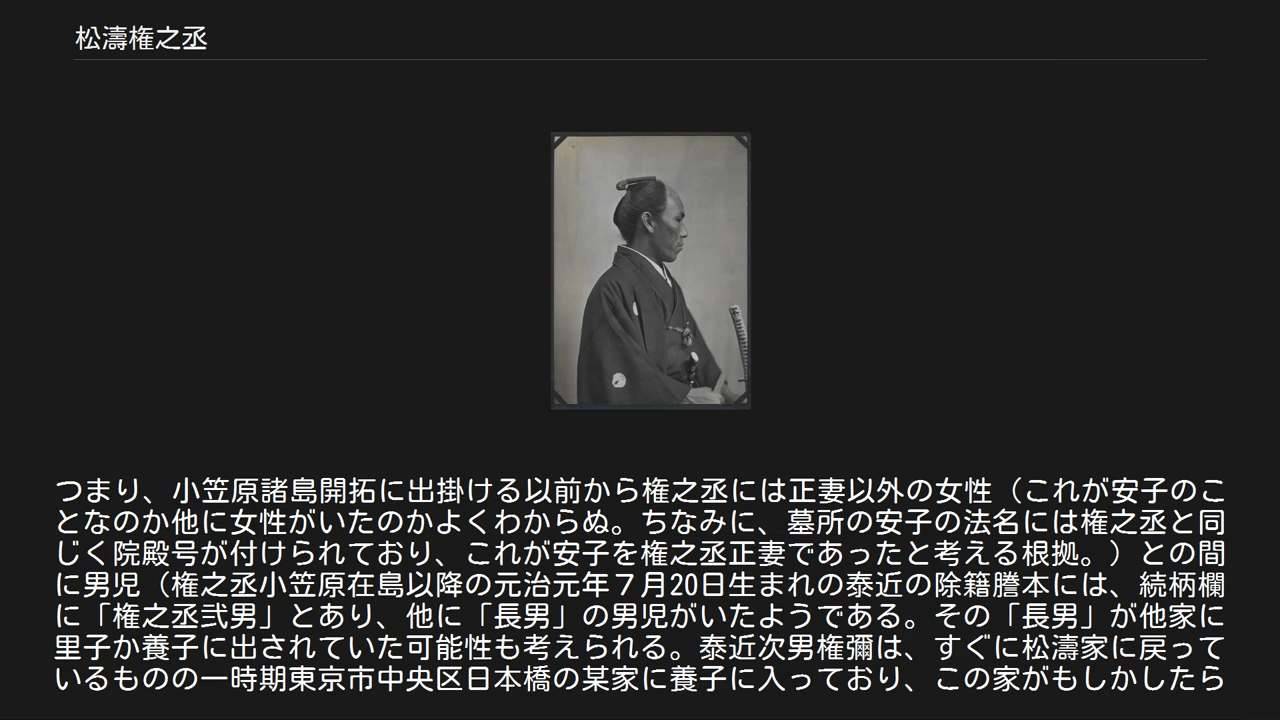 松濤権之丞
つまり、小笠原諸島開拓に出掛ける以前から権之丞には正妻以外の女性（これが安子のこ
となのか他に女性がいたのかよくわからぬ。ちなみに、墓所の安子の法名には権之丞と同
じく院殿号が付けられており、これが安子を権之丞正妻であったと考える根拠。）との間
に男児（権之丞小笠原在島以降の元治元年７月20日生まれの泰近の除籍謄本には、続柄欄
に「権之丞弐男」とあり、他に「長男」の男児がいたようである。その「長男」が他家に
里子か養子に出されていた可能性も考えられる。泰近次男権彌は、すぐに松濤家に戻って
いるものの一時期東京市中央区日本橋の某家に養子に入っており、この家がもしかしたら